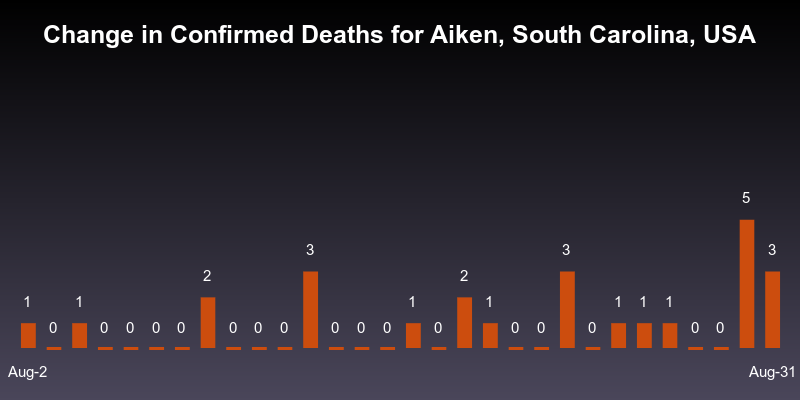 Change in Confirmed Deaths for Aiken, South Carolina, USA
5
3 3 3
2 2
1 1 1 1 1 1 1
0 0 0 0 0 0 0 0 0 0 0 0 0 0 0 0 0
Aug-2 Aug-31